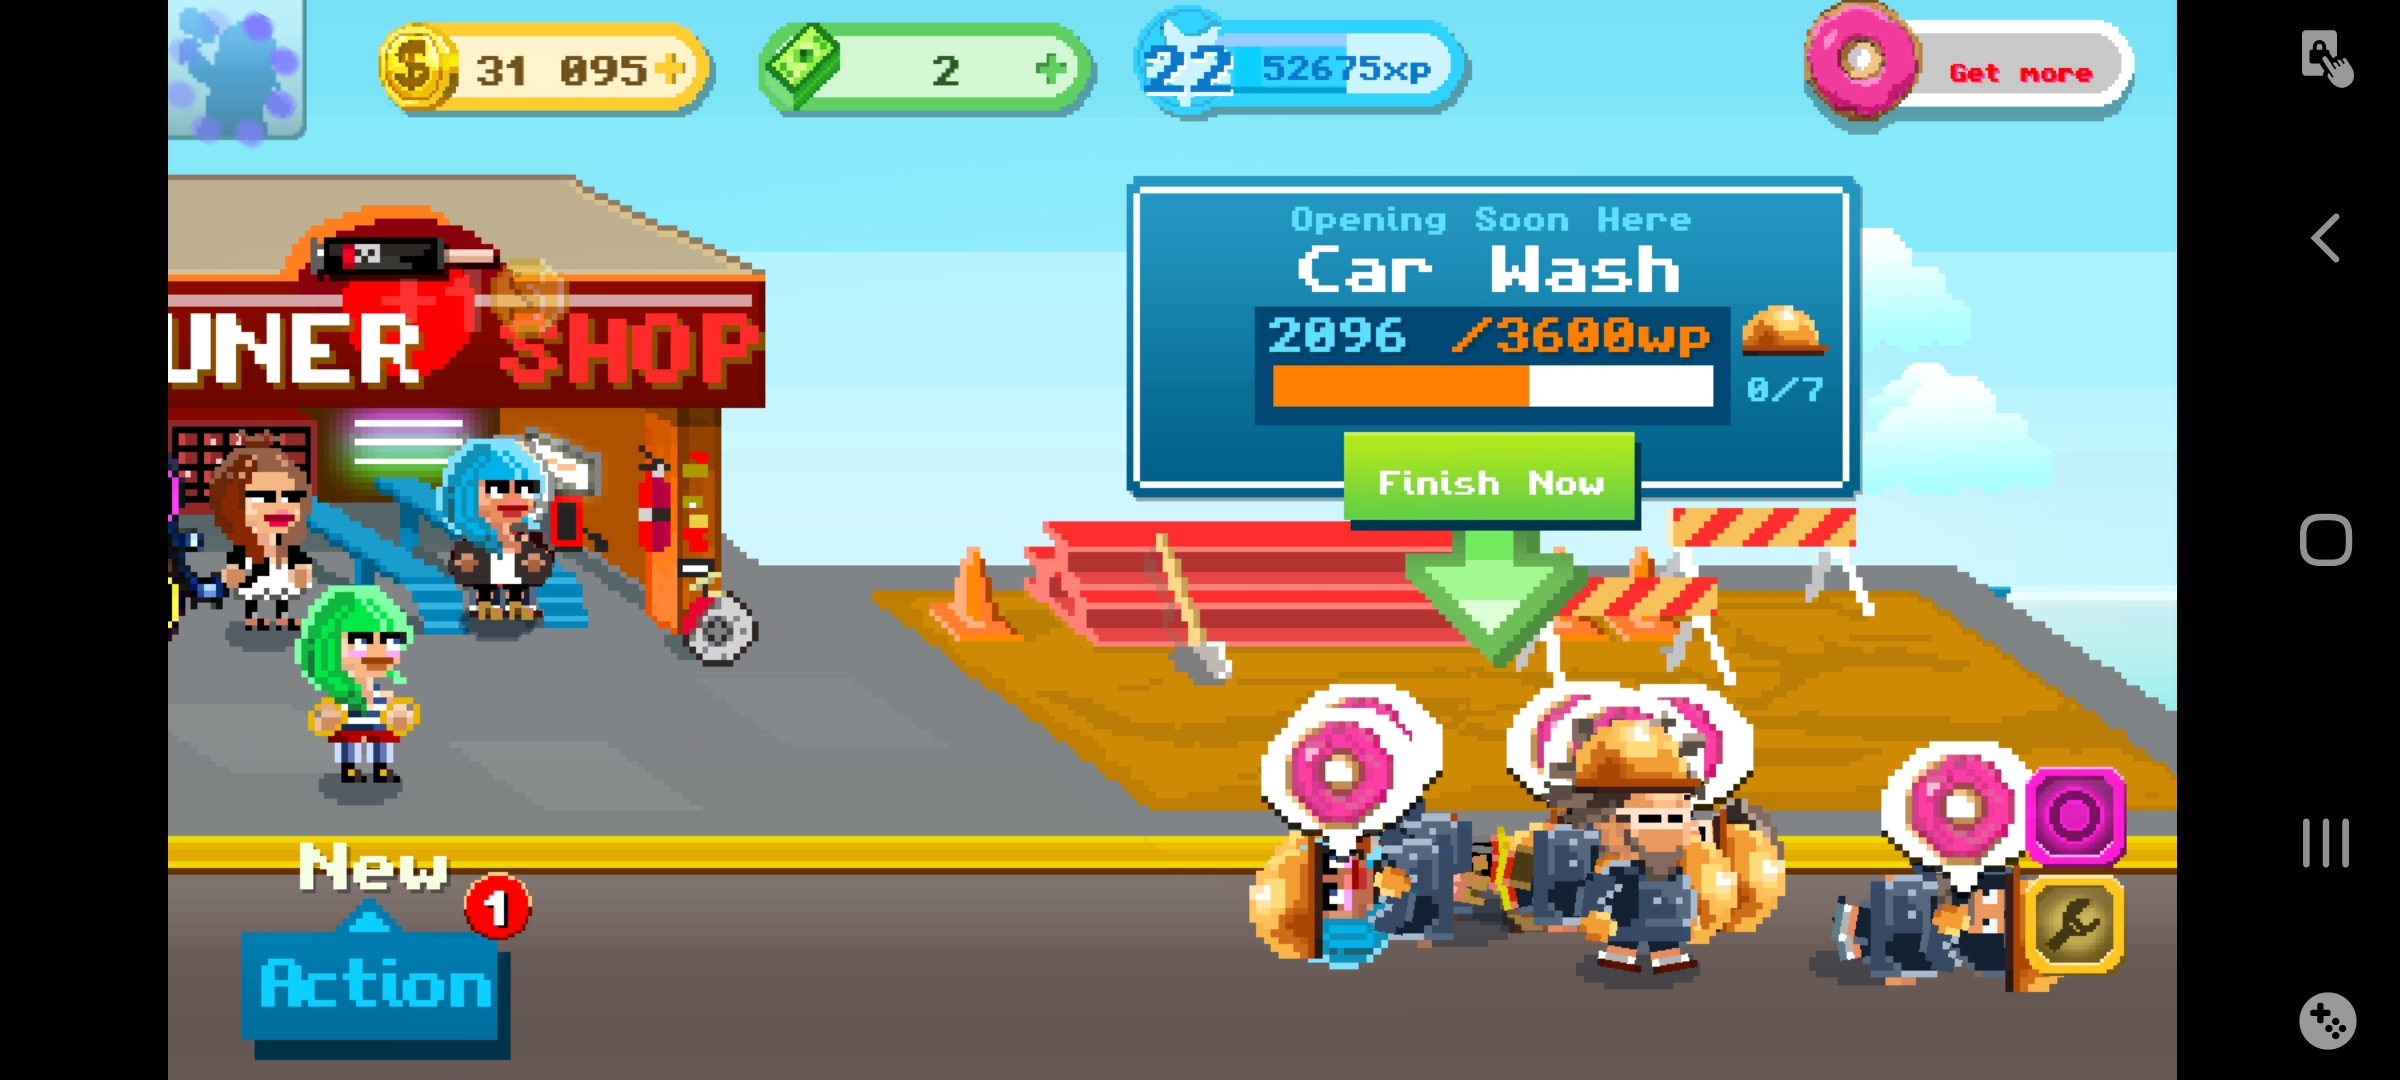 31 095
2
22 52675xp
Get more
Opening Soon Here
Car Wash
2096 /3600wp
0/7
Finish Now
UNER SHOP
New
1
Action